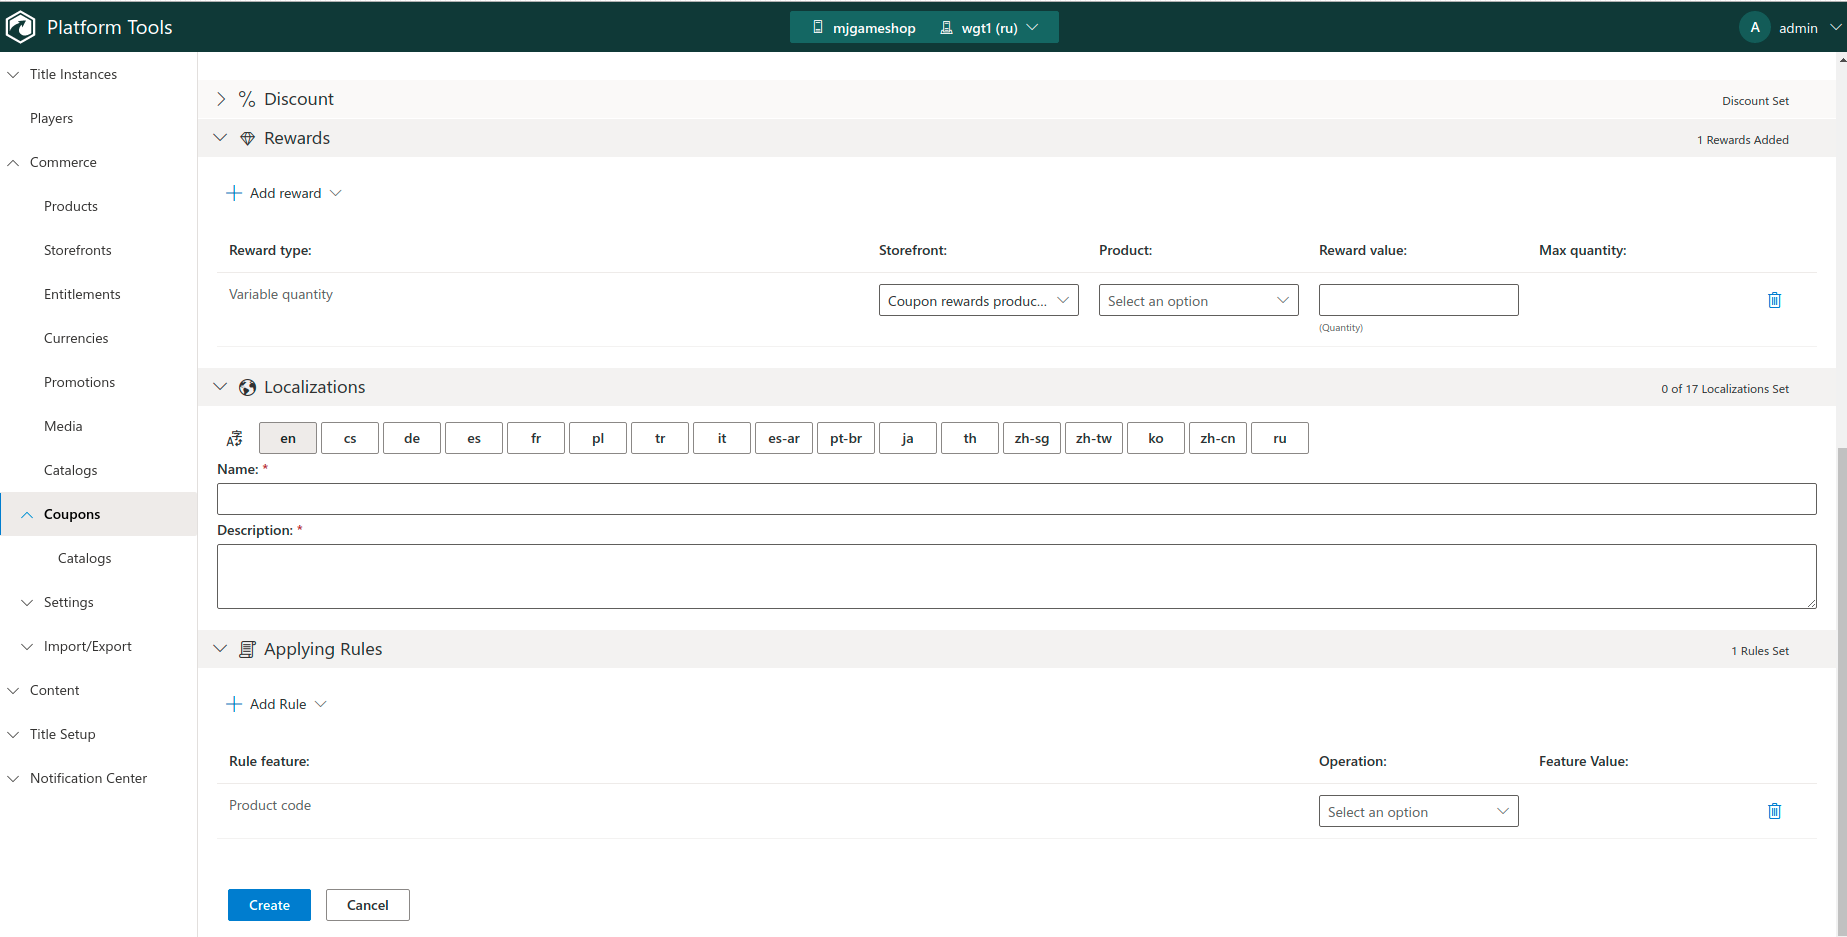 Platform Tools
mjgameshop wgt1 (ru)
A admin
Title Instances
Players
Commerce
Products
Storefronts
Entitlements
Currencies
Promotions
Media
Catalogs
Coupons
Catalogs
Settings
Import/Export
Content
Title Setup
Notification Center
% Discount Discount Set
Rewards 1 Rewards Added
Add reward
Reward type: Storefront: Product: Reward value: Max quantity:
Variable quantity Coupon rewards produc... Select an option
(Quantity)
Localizations 0 of 17 Localizations Set
en cs de es fr pl tr it es-ar pt-br ja th zh-sg zh-tw ko zh-cn ru
Name: *
Description: *
Applying Rules 1 Rules Set
Add Rule
Rule feature: Operation: Feature Value:
Product code Select an option
Create Cancel